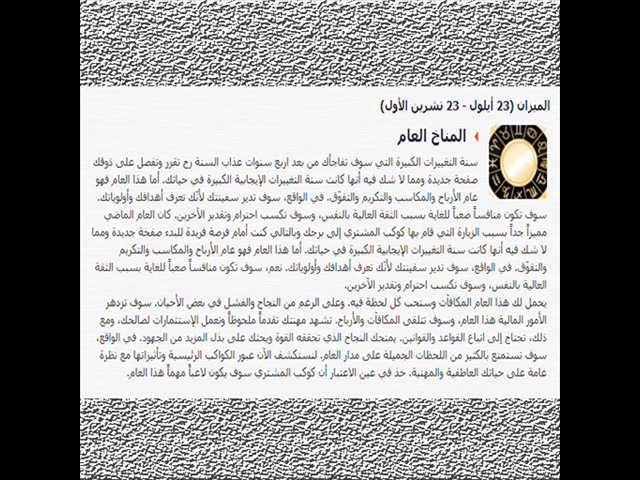 الميزان (23 أيلول - 23 تشرين الأول)
المناخ العام
سنة التغييرات الكبيرة التي سوف تفاجأك من بعد اربع سنوات عذاب السنة رح تقرر وتفصل على ذوقك
صفحة جديدة ومما لا شك فيه أنها كانت سنة التغييرات الإيجابية الكبيرة في حياتك. أما هذا العام فهو
عام الأرباح والمكاسب والتكريم والتفوّق. في الواقع، سوف تدير سفينتك لأنّك تعرف أهدافك وأولوياتك.
سوف تكون منافساً صعباً للغاية بسبب الثقة العالية بالنفس، وسوف تكسب احترام وتقدير الآخرين. كان العام الماضي
مميزاً جداً بسبب الزيارة التي قام بها كوكب المشتري إلى برجك وبالتالي كنت أمام فرصة فريدة للبدء صفحة جديدة ومما
لا شك فيه أنها كانت سنة التغييرات الإيجابية الكبيرة في حياتك. أما هذا العام فهو عام الأرباح والمكاسب والتكريم
والتفوّق. في الواقع، سوف تدير سفينتك لأنّك تعرف أهدافك وأولوياتك. نعم، سوف تكون منافساً صعباً للغاية بسبب الثقة
العالية بالنفس، وسوف تكسب احترام وتقدير الآخرين.
يحمل لك هذا العام المكافآت وستحب كل لحظة فيه. وعلى الرغم من النجاح والفشل في بعض الأحيان. سوف تزدهر
الأمور المالية هذا العام، وسوف تتلقى المكافآت والأرباح. تشهد مهنتك تقدماً ملحوظاً وتعمل الإستثمارات لصالحك، ومع
ذلك، تحتاج إلى اتباع القواعد والقوانين. يمنحك النجاح الذي تحققه القوة ويحثك على بذل المزيد من الجهود. في الواقع،
سوف تستمتع بالكثير من اللحظات الجميلة على مدار العام. لنستكشف الآن عبور الكواكب الرئيسية وتأثيراتها مع نظرة
عامة على حياتك العاطفية والمهنية. خذ في عين الاعتبار أن كوكب المشتري سوف يكون لاعباً مهماً هذا العام.